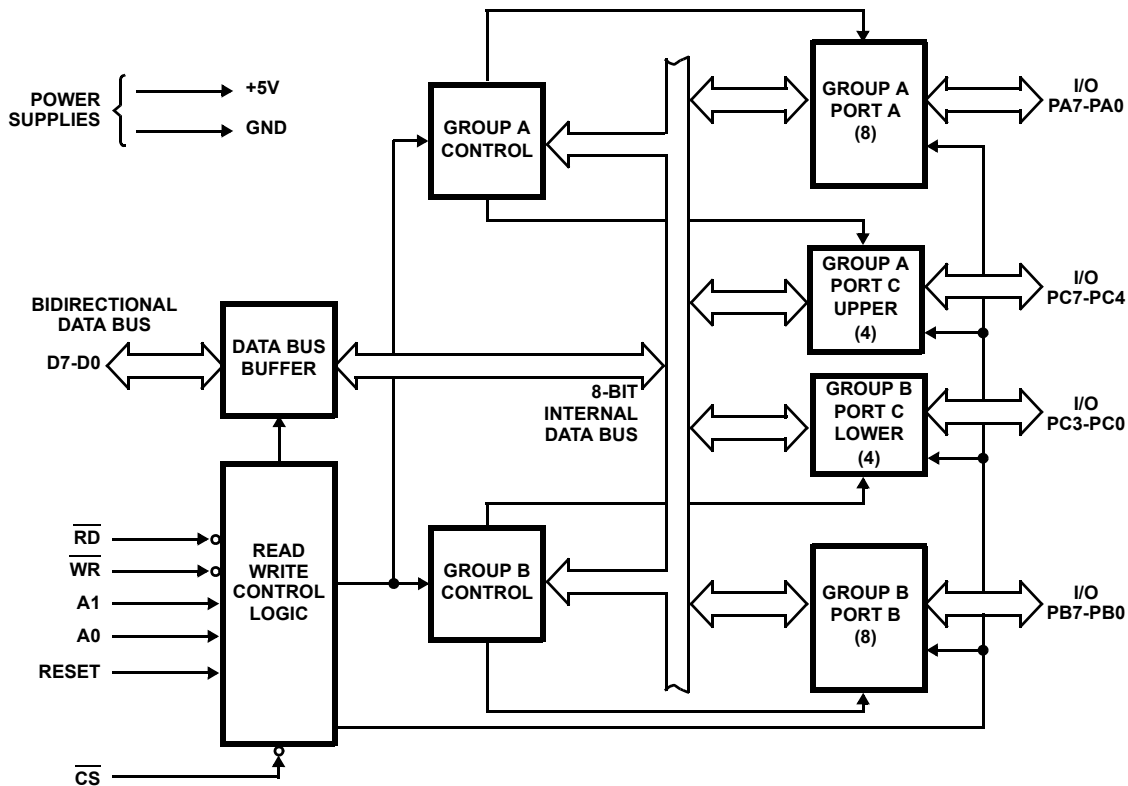 POWER
SUPPLIES
+5V
GND
GROUP A
CONTROL
GROUP A
PORT A
(8)
I/O
PA7-PA0
GROUP A
PORT C
UPPER
(4)
I/O
PC7-PC4
BIDIRECTIONAL
DATA BUS
D7-D0
DATA BUS
BUFFER
8-BIT
INTERNAL
DATA BUS
GROUP B
PORT C
LOWER
(4)
I/O
PC3-PC0
RD
WR
A1
A0
RESET
CS
READ
WRITE
CONTROL
LOGIC
GROUP B
CONTROL
GROUP B
PORT B
(8)
I/O
PB7-PB0